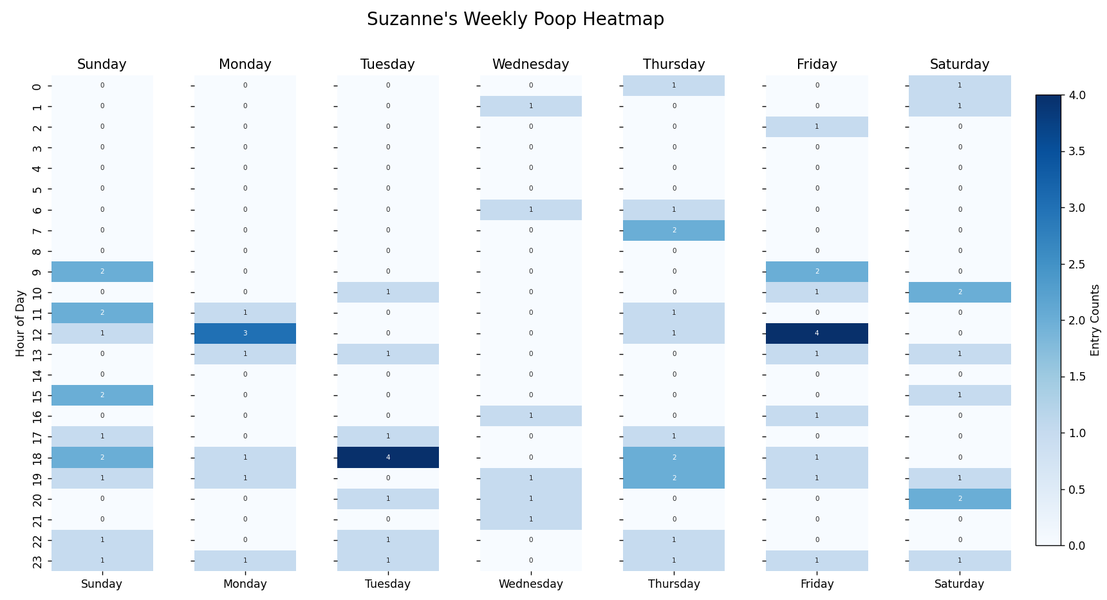 Suzanne's Weekly Poop Heatmap
Sunday Monday Tuesday Wednesday Thursday Friday Saturday
0 0 0 0 0 1 0 1
1 0 0 0 1 0 0 1
2 0 0 0 0 0 1 0
3 0 0 0 0 0 0 0
4 0 0 0 0 0 0 0
5 0 0 0 0 0 0 0
6 0 0 0 1 1 0 0
7 0 0 0 0 2 0 0
8 0 0 0 0 0 0 0
9 2 0 0 0 0 2 0
10 0 0 1 0 0 1 2
11 2 1 0 0 1 0 0
12 1 3 0 0 1 4 0
13 0 1 1 0 0 1 1
14 0 0 0 0 0 0 0
15 2 0 0 0 0 0 1
16 0 0 0 1 0 1 0
17 1 0 1 0 1 0 0
18 2 1 4 0 2 1 0
19 1 1 0 1 2 1 1
20 0 0 1 1 0 0 2
21 0 0 0 1 0 0 0
22 1 0 1 0 1 0 0
23 1 1 1 0 1 1 1
Sunday Monday Tuesday Wednesday Thursday Friday Saturday
Hour of Day
4.0
3.5
3.0
2.5
2.0
1.5
1.0
0.5
0.0
Entry Counts